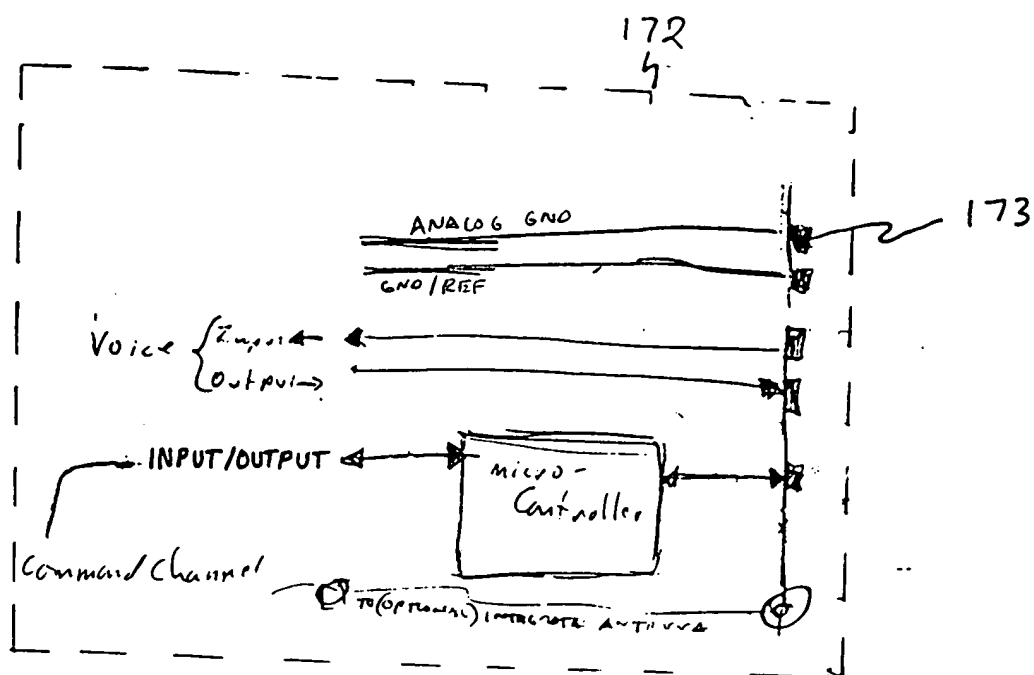 172
ANALOG GND
173
GND/REF
Voice { Input ←
Output →
INPUT/OUTPUT
micro-
Controller
Command Channel
TO (OPTIONAL) INTEGRATE ANTENNA